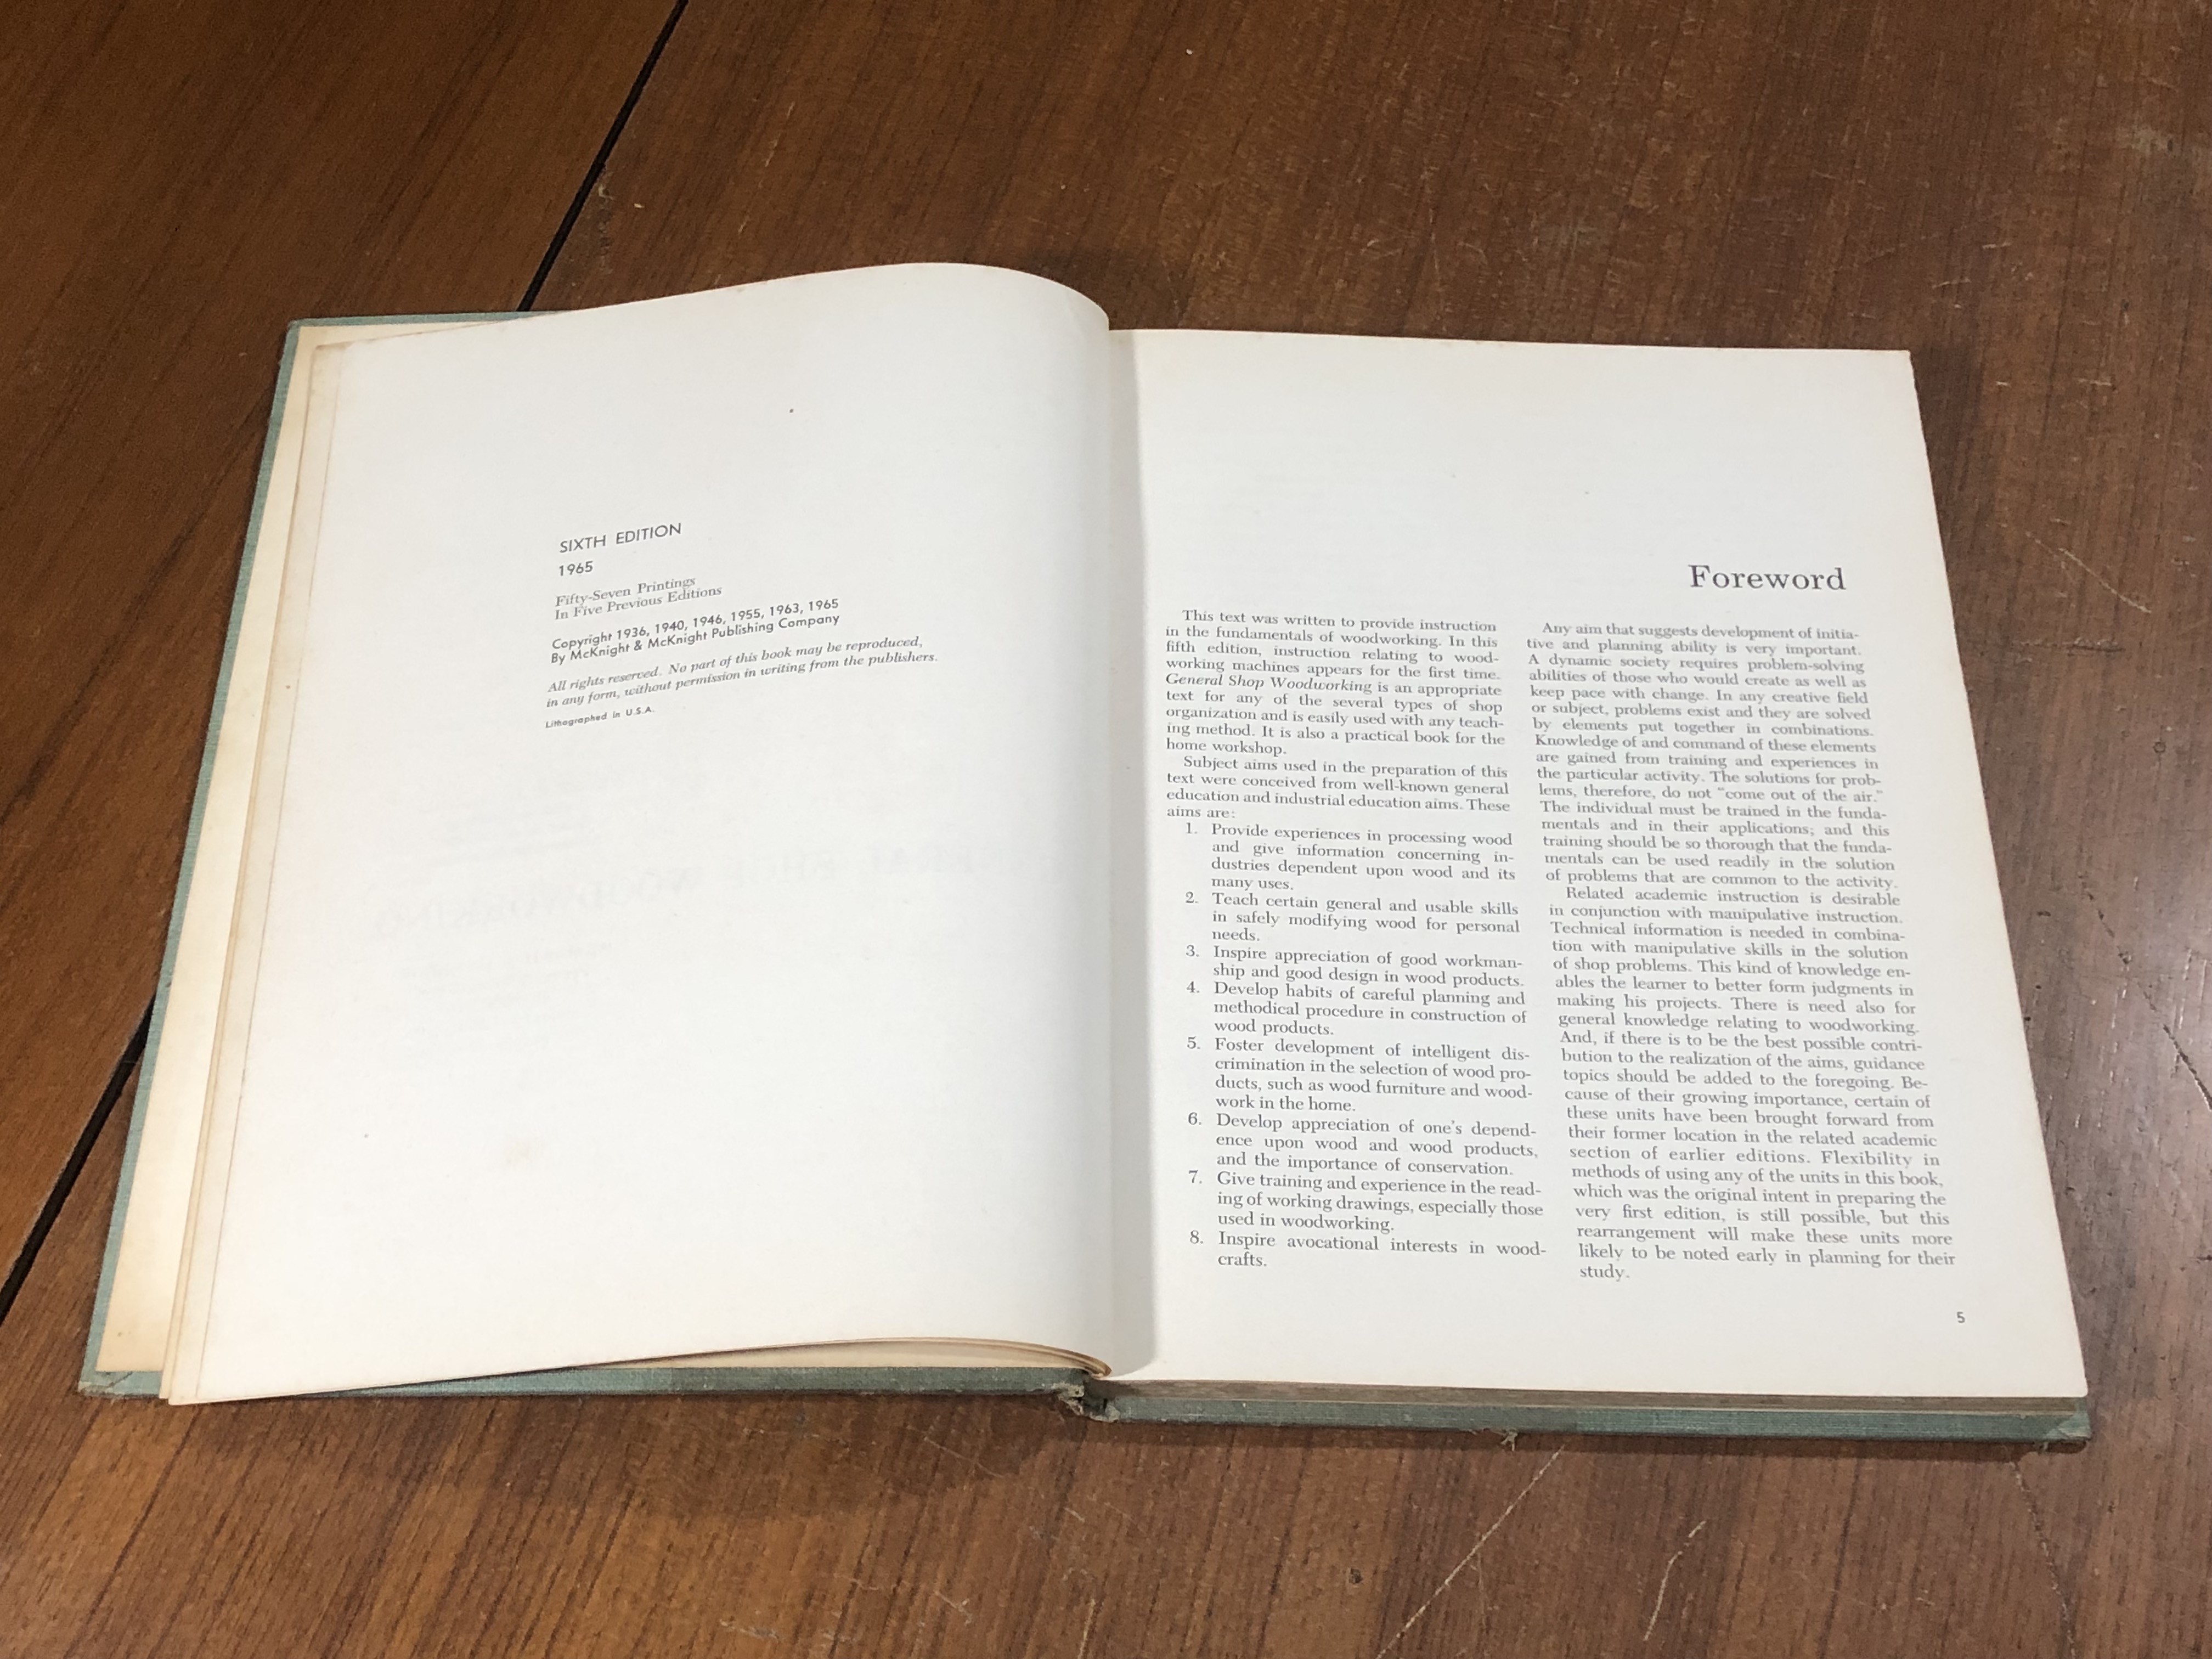 SIXTH EDITION
1965
Fifty-Seven Printings
In Five Previous Editions
Copyright 1936, 1940, 1946, 1955, 1963, 1965
By McKnight & McKnight Publishing Company
All rights reserved. No part of this book may be reproduced,
in any form, without permission in writing from the publishers.
Lithographed in U.S.A.
Foreword
This text was written to provide instruction
in the fundamentals of woodworking. In this
fifth edition, instruction relating to wood-
working machines appears for the first time.
General Shop Woodworking is an appropriate
text for any of the several types of shop
organization and is easily used with any teach-
ing method. It is also a practical book for the
home workshop.
Subject aims used in the preparation of this
text were conceived from well-known general
education and industrial education aims. These
aims are:
1. Provide experiences in processing wood
and give information concerning in-
dustries dependent upon wood and its
many uses.
2. Teach certain general and usable skills
in safely modifying wood for personal
needs.
3. Inspire appreciation of good workman-
ship and good design in wood products.
4. Develop habits of careful planning and
methodical procedure in construction of
wood products.
5. Foster development of intelligent dis-
crimination in the selection of wood pro-
ducts, such as wood furniture and wood-
work in the home.
6. Develop appreciation of one's depend-
ence upon wood and wood products,
and the importance of conservation.
7. Give training and experience in the read-
ing of working drawings, especially those
used in woodworking.
8. Inspire avocational interests in wood-
crafts.
Any aim that suggests development of initia-
tive and planning ability is very important.
A dynamic society requires problem-solving
abilities of those who would create as well as
keep pace with change. In any creative field
or subject, problems exist and they are solved
by elements put together in combinations.
Knowledge of and command of these elements
are gained from training and experiences in
the particular activity. The solutions for prob-
lems, therefore, do not "come out of the air."
The individual must be trained in the funda-
mentals and in their applications; and this
training should be so thorough that the funda-
mentals can be used readily in the solution
of problems that are common to the activity.
Related academic instruction is desirable
in conjunction with manipulative instruction.
Technical information is needed in combina-
tion with manipulative skills in the solution
of shop problems. This kind of knowledge en-
ables the learner to better form judgments in
making his projects. There is need also for
general knowledge relating to woodworking.
And, if there is to be the best possible contri-
bution to the realization of the aims, guidance
topics should be added to the foregoing. Be-
cause of their growing importance, certain of
these units have been brought forward from
their former location in the related academic
section of earlier editions. Flexibility in
methods of using any of the units in this book,
which was the original intent in preparing the
very first edition, is still possible, but this
rearrangement will make these units more
likely to be noted early in planning for their
study.
5